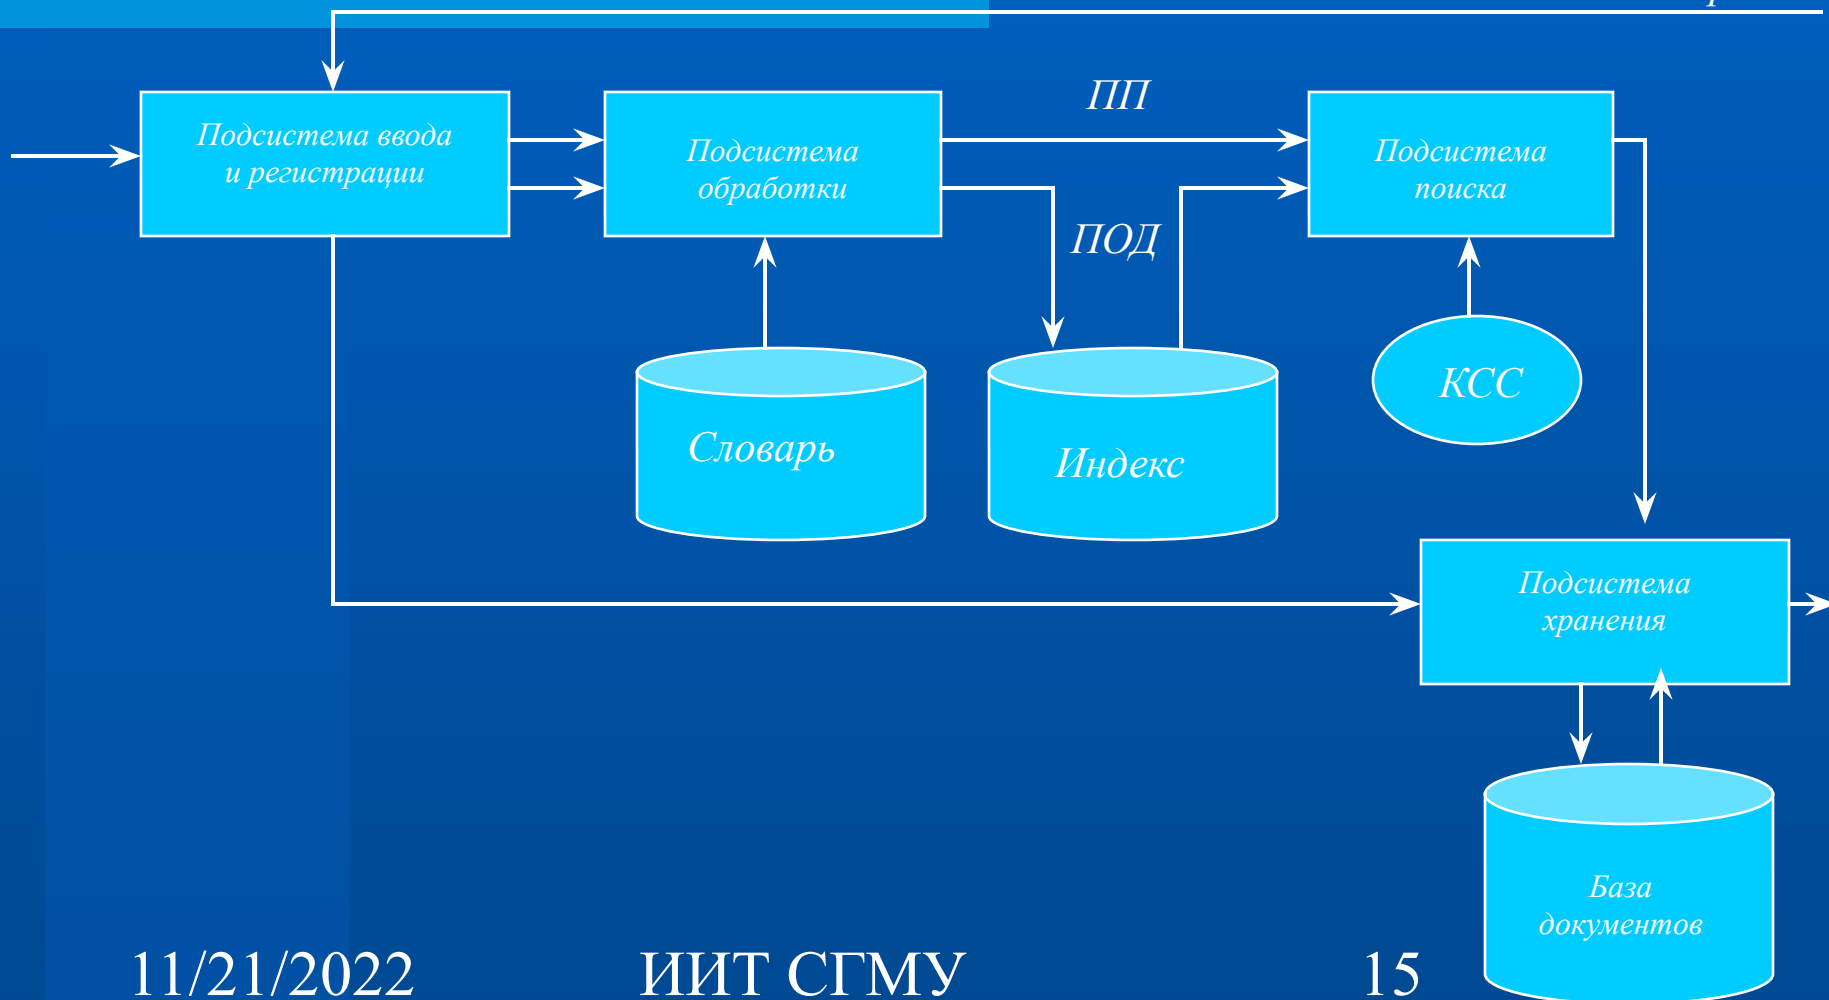 Подсистема ввода
и регистрации
Подсистема
обработки
ПП
Подсистема
поиска
ПОД
КСС
Словарь
Индекс
Подсистема
хранения
База
документов
11/21/2022
ИИТ СГМУ
15